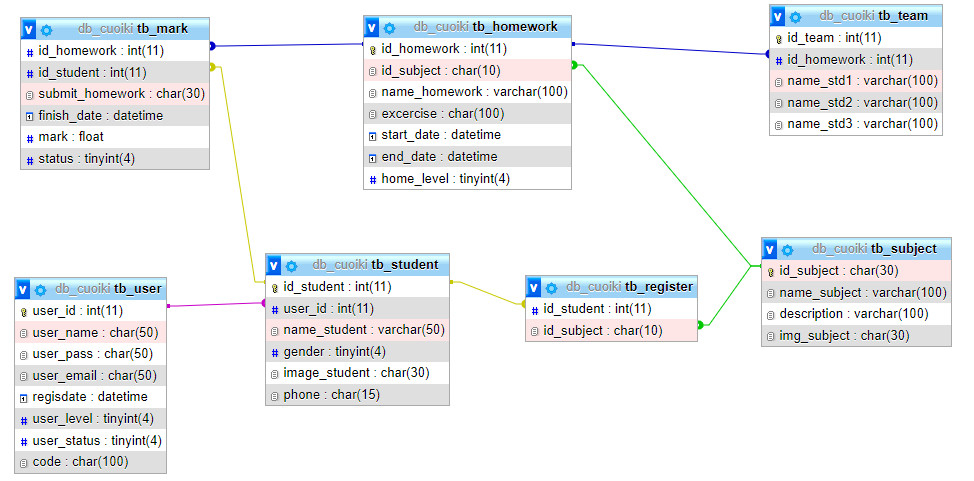 v db_cuoiki tb_mark
# id_homework : int(11)
# id_student : int(11)
submit_homework : char(30)
finish_date : datetime
# mark : float
# status : tinyint(4)
v db_cuoiki tb_homework
id_homework : int(11)
id_subject : char(10)
name_homework : varchar(100)
excercise : char(100)
start_date : datetime
end_date : datetime
# home_level : tinyint(4)
v db_cuoiki tb_team
id_team : int(11)
# id_homework : int(11)
name_std1 : varchar(100)
name_std2 : varchar(100)
name_std3 : varchar(100)
v db_cuoiki tb_user
user_id : int(11)
user_name : char(50)
user_pass : char(50)
user_email : char(50)
regisdate : datetime
# user_level : tinyint(4)
# user_status : tinyint(4)
code : char(100)
v db_cuoiki tb_student
id_student : int(11)
# user_id : int(11)
name_student : varchar(50)
# gender : tinyint(4)
image_student : char(30)
phone : char(15)
v db_cuoiki tb_register
# id_student : int(11)
id_subject : char(10)
v db_cuoiki tb_subject
id_subject : char(30)
name_subject : varchar(100)
description : varchar(100)
img_subject : char(30)